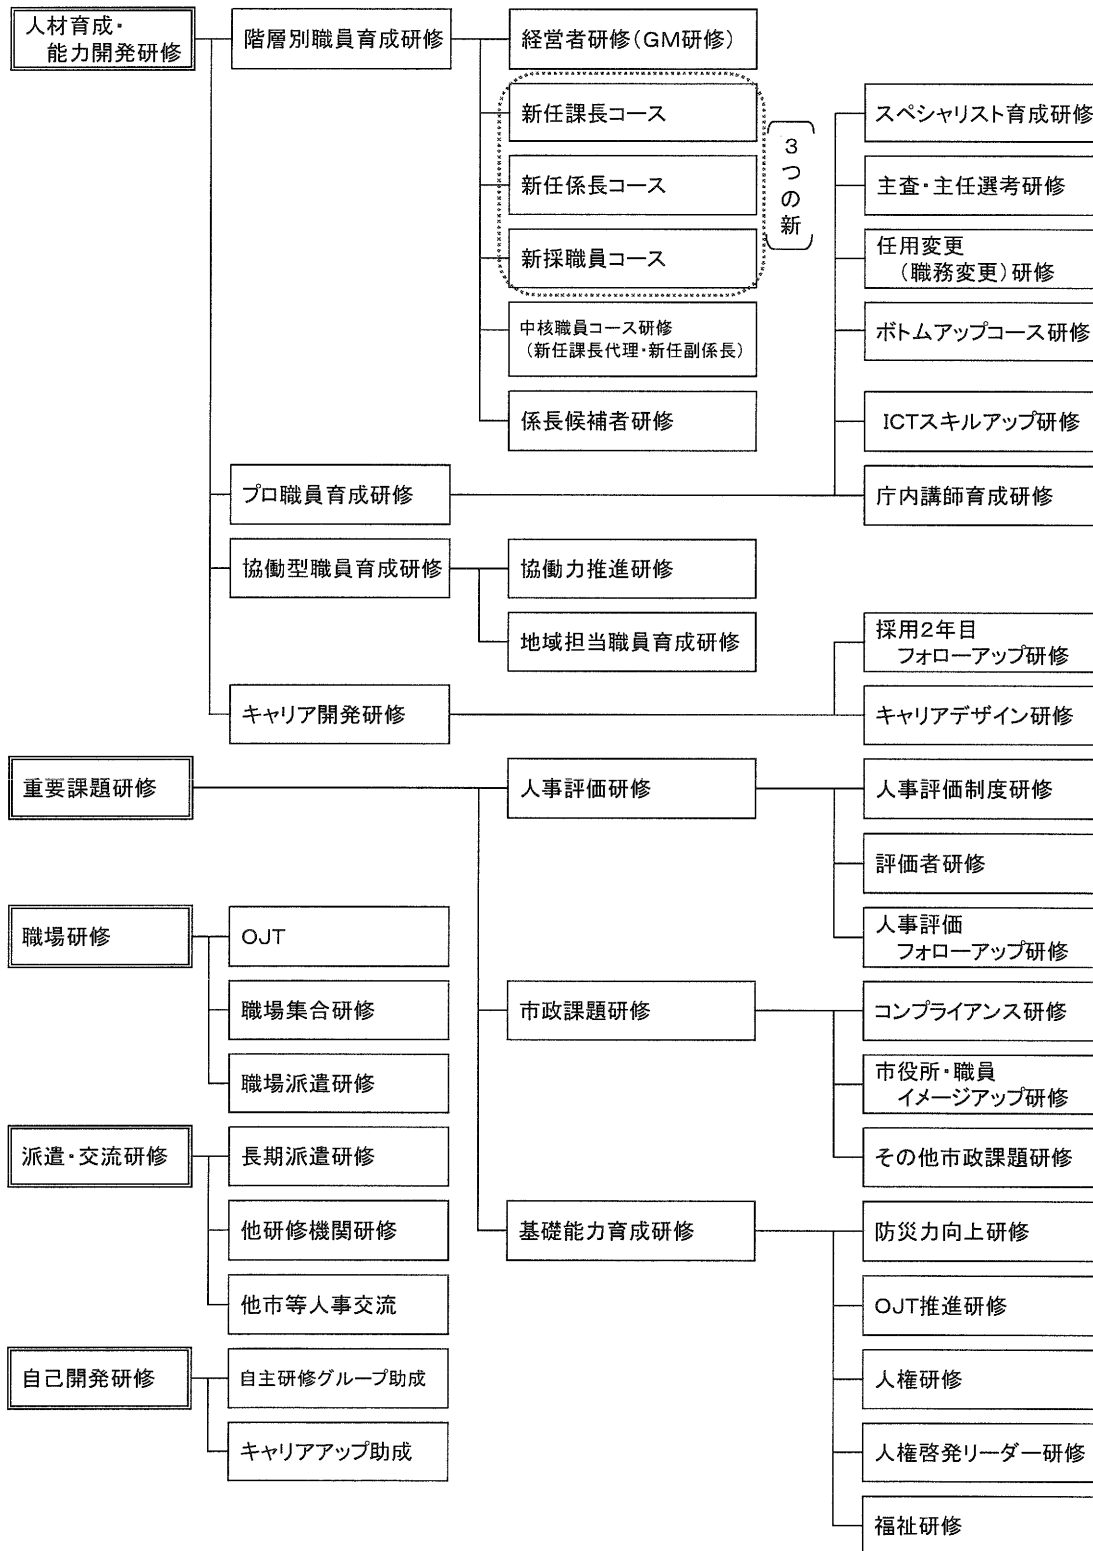 人材育成・
能力開発研修
階層別職員育成研修
経営者研修(GM研修)
新任課長コース
新任係長コース
新採職員コース
3つの新
中核職員コース研修
(新任課長代理・新任副係長)
係長候補者研修
プロ職員育成研修
スペシャリスト育成研修
主査・主任選考研修
任用変更
(職務変更)研修
ボトムアップコース研修
ICTスキルアップ研修
庁内講師育成研修
協働型職員育成研修
協働力推進研修
地域担当職員育成研修
キャリア開発研修
採用2年目
フォローアップ研修
キャリアデザイン研修
重要課題研修
人事評価研修
人事評価制度研修
評価者研修
人事評価
フォローアップ研修
市政課題研修
コンプライアンス研修
市役所・職員
イメージアップ研修
その他市政課題研修
基礎能力育成研修
防災力向上研修
OJT推進研修
人権研修
人権啓発リーダー研修
福祉研修
職場研修
OJT
職場集合研修
職場派遣研修
派遣・交流研修
長期派遣研修
他研修機関研修
他市等人事交流
自己開発研修
自主研修グループ助成
キャリアアップ助成